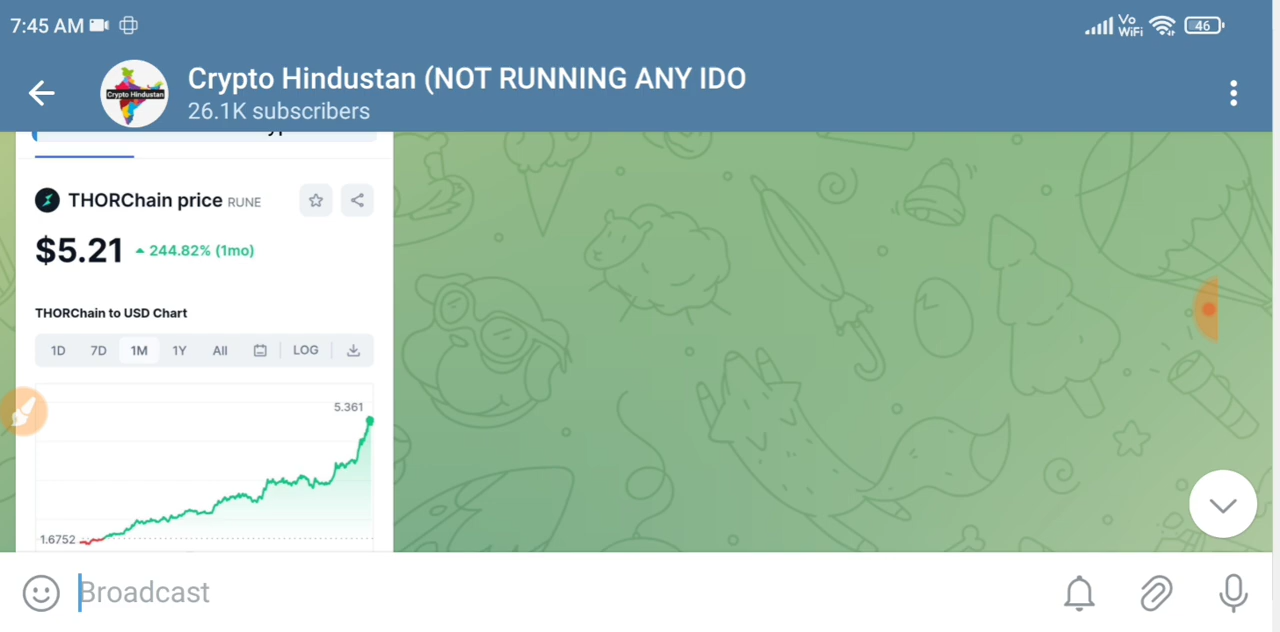 7:45 AM
Vo
WiFi
46
Crypto Hindustan
Crypto Hindustan (NOT RUNNING ANY IDO
26.1K subscribers
THORChain price RUNE
$5.21 244.82% (1mo)
THORChain to USD Chart
1D 7D 1M 1Y All LOG
5.361
1.6752
Broadcast